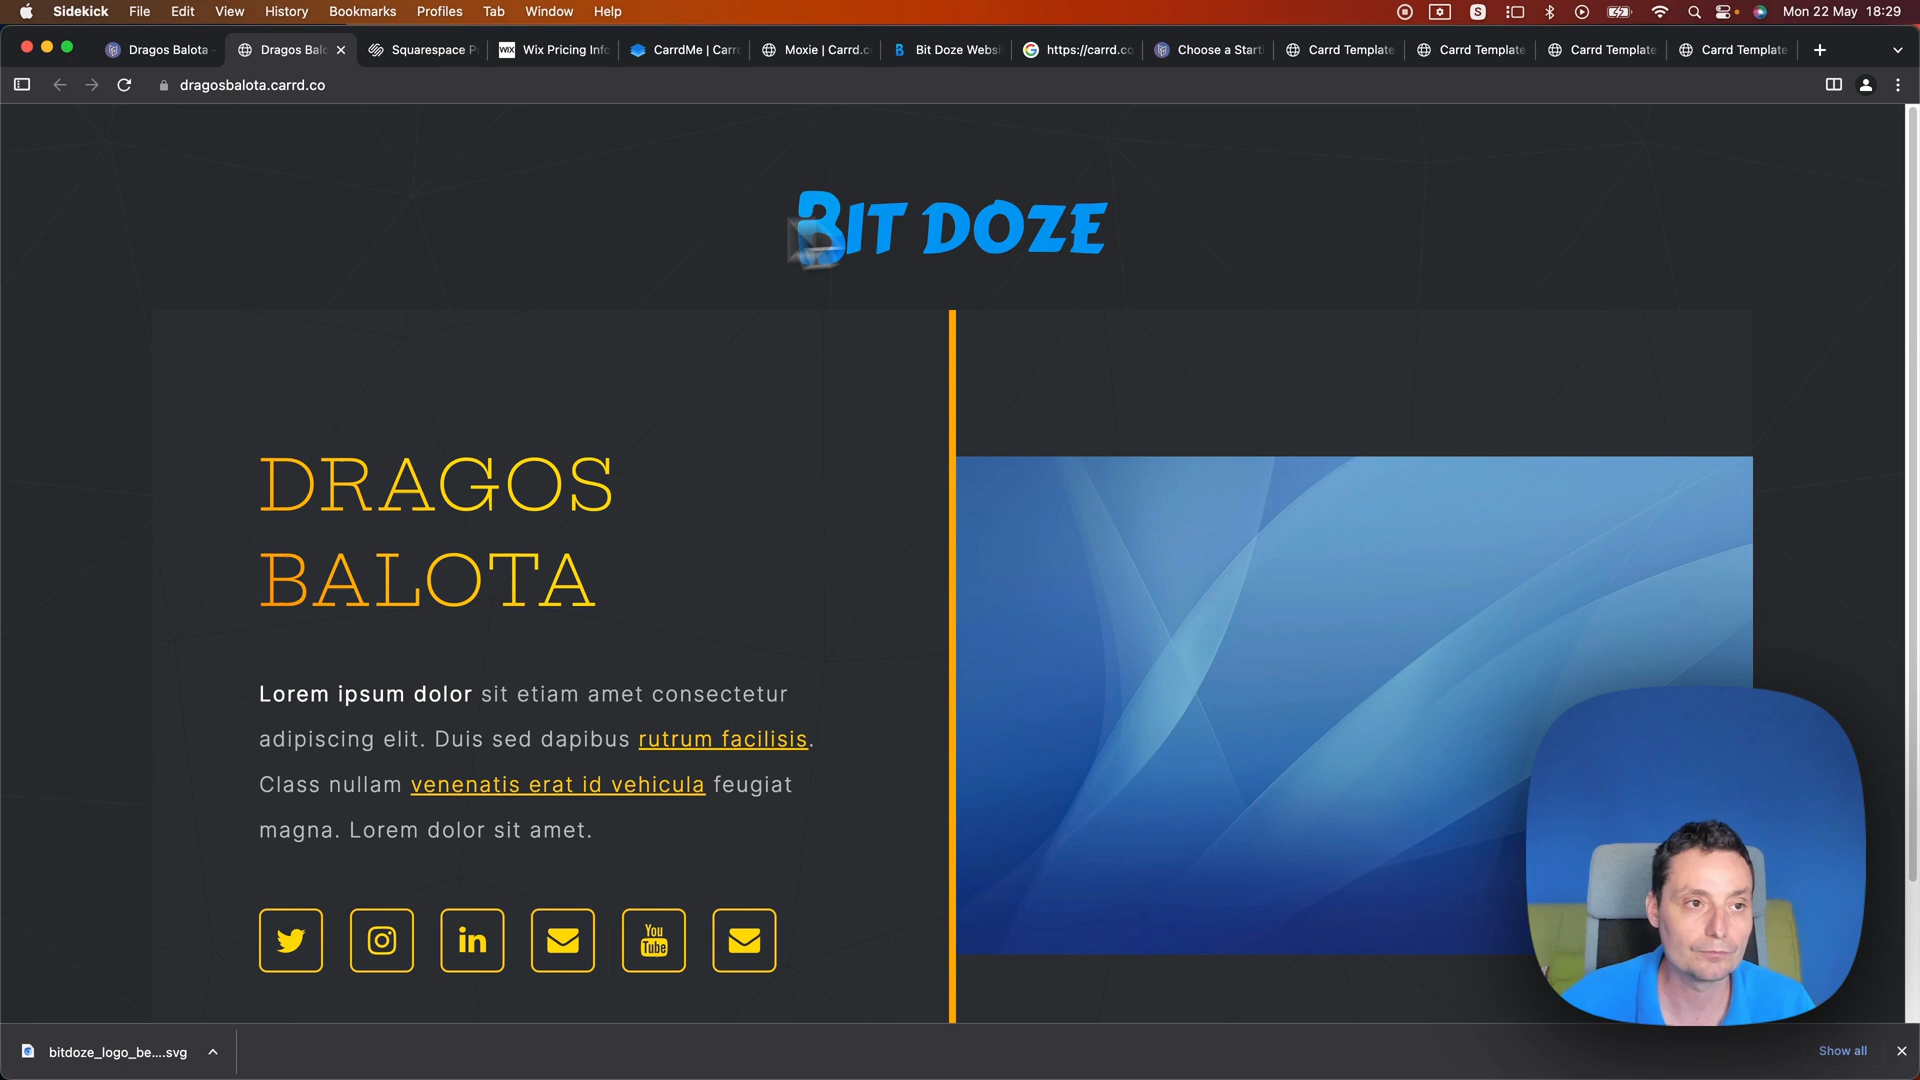 Sidekick File Edit View History Bookmarks Profiles Tab Window Help Mon 22 May 18:29
Dragos Balota - Dragos Bal Squarespace P Wix Pricing Info CarrdMe | Carr Moxie | Carrd.c Bit Doze Websi https://carrd.co Choose a Start Carrd Template Carrd Template Carrd Template Carrd Template
dragosbalota.carrd.co
BIT DOZE
DRAGOS
BALOTA
Lorem ipsum dolor sit etiam amet consectetur
adipiscing elit. Duis sed dapibus rutrum facilisis.
Class nullam venenatis erat id vehicula feugiat
magna. Lorem dolor sit amet.
in
You
Tube
bitdoze_logo_be....svg
Show all